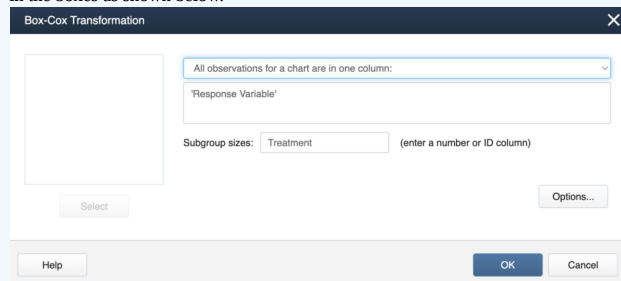 in the boxes as shown below.
Box-Cox Transformation
All observations for a chart are in one column:
'Response Variable'
Subgroup sizes: Treatment (enter a number or ID column)
Options...
Select
Help OK Cancel